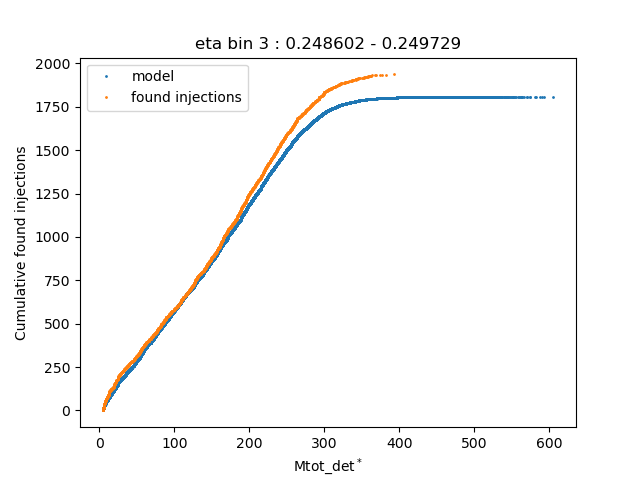 eta bin 3 : 0.248602 - 0.249729
model
found injections
Cumulative found injections
2000
1750
1500
1250
1000
750
500
250
0
0 100 200 300 400 500 600
Mtot_det*